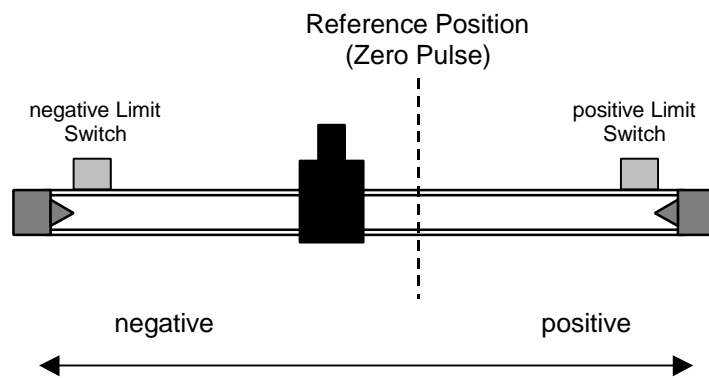 Reference Position
(Zero Pulse)
negative Limit
Switch
positive Limit
Switch
negative
positive